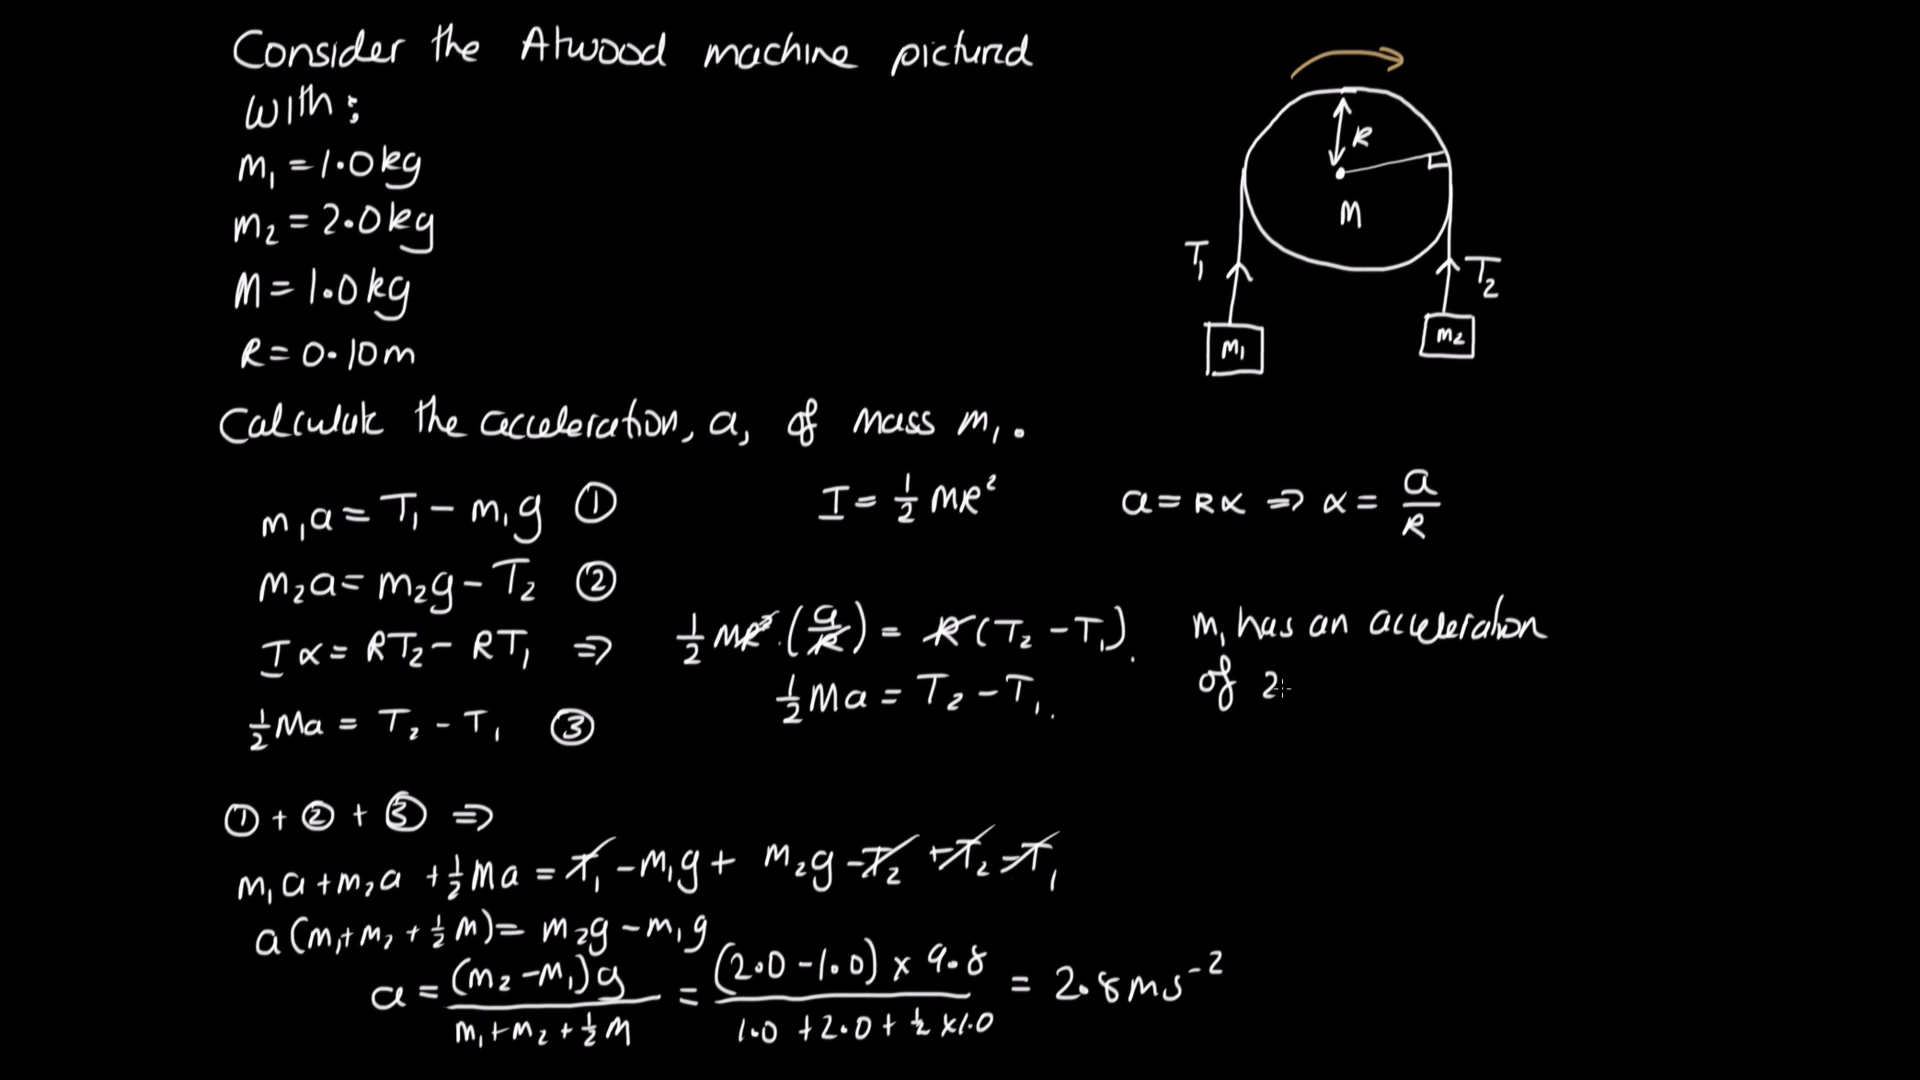 Consider the Atwood machine pictured
with:
m₁ = 1.0kg
m₂ = 2.0kg
M = 1.0kg
R = 0.10m
R
M
T₁
T₂
m₁
m₂
Calculate the acceleration, a, of mass m₁.
m₁a = T₁ - m₁g ①
m₂a = m₂g - T₂ ②
Iα = RT₂ - RT₁ ⇒
½Ma = T₂ - T₁ ③
I = ½MR²
a = Rα ⇒ α = a/R
½MR². (a/R) = R(T₂ - T₁).
½Ma = T₂ - T₁.
m₁ has an acceleration
of 2
① + ② + ③ ⇒
m₁a + m₂a + ½Ma = T₁ - m₁g + m₂g - T₂ + T₂ - T₁
a(m₁ + m₂ + ½M) = m₂g - m₁g
a = (m₂ - m₁)g / m₁ + m₂ + ½M = (2.0 - 1.0) × 9.8 / 1.0 + 2.0 + ½ × 1.0 = 2.8ms⁻²